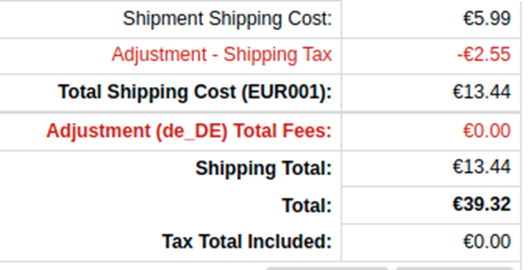 Shipment Shipping Cost: €5.99
Adjustment - Shipping Tax -€2.55
Total Shipping Cost (EUR001): €13.44
Adjustment (de_DE) Total Fees: €0.00
Shipping Total: €13.44
Total: €39.32
Tax Total Included: €0.00